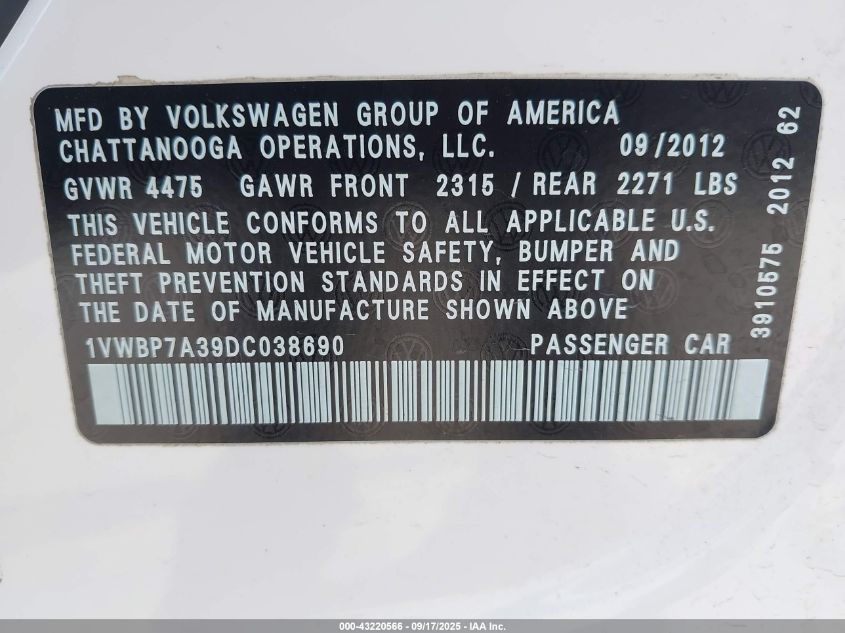 MFD BY VOLKSWAGEN GROUP OF AMERICA
CHATTANOOGA OPERATIONS, LLC. 09/2012
GVWR 4475 GAWR FRONT 2315 / REAR 2271 LBS
THIS VEHICLE CONFORMS TO ALL APPLICABLE U.S.
FEDERAL MOTOR VEHICLE SAFETY, BUMPER AND
THEFT PREVENTION STANDARDS IN EFFECT ON
THE DATE OF MANUFACTURE SHOWN ABOVE
1VWBP7A39DC038690 PASSENGER CAR
3910575 2012 62
000-43220566 - 09/17/2025 - IAA Inc.